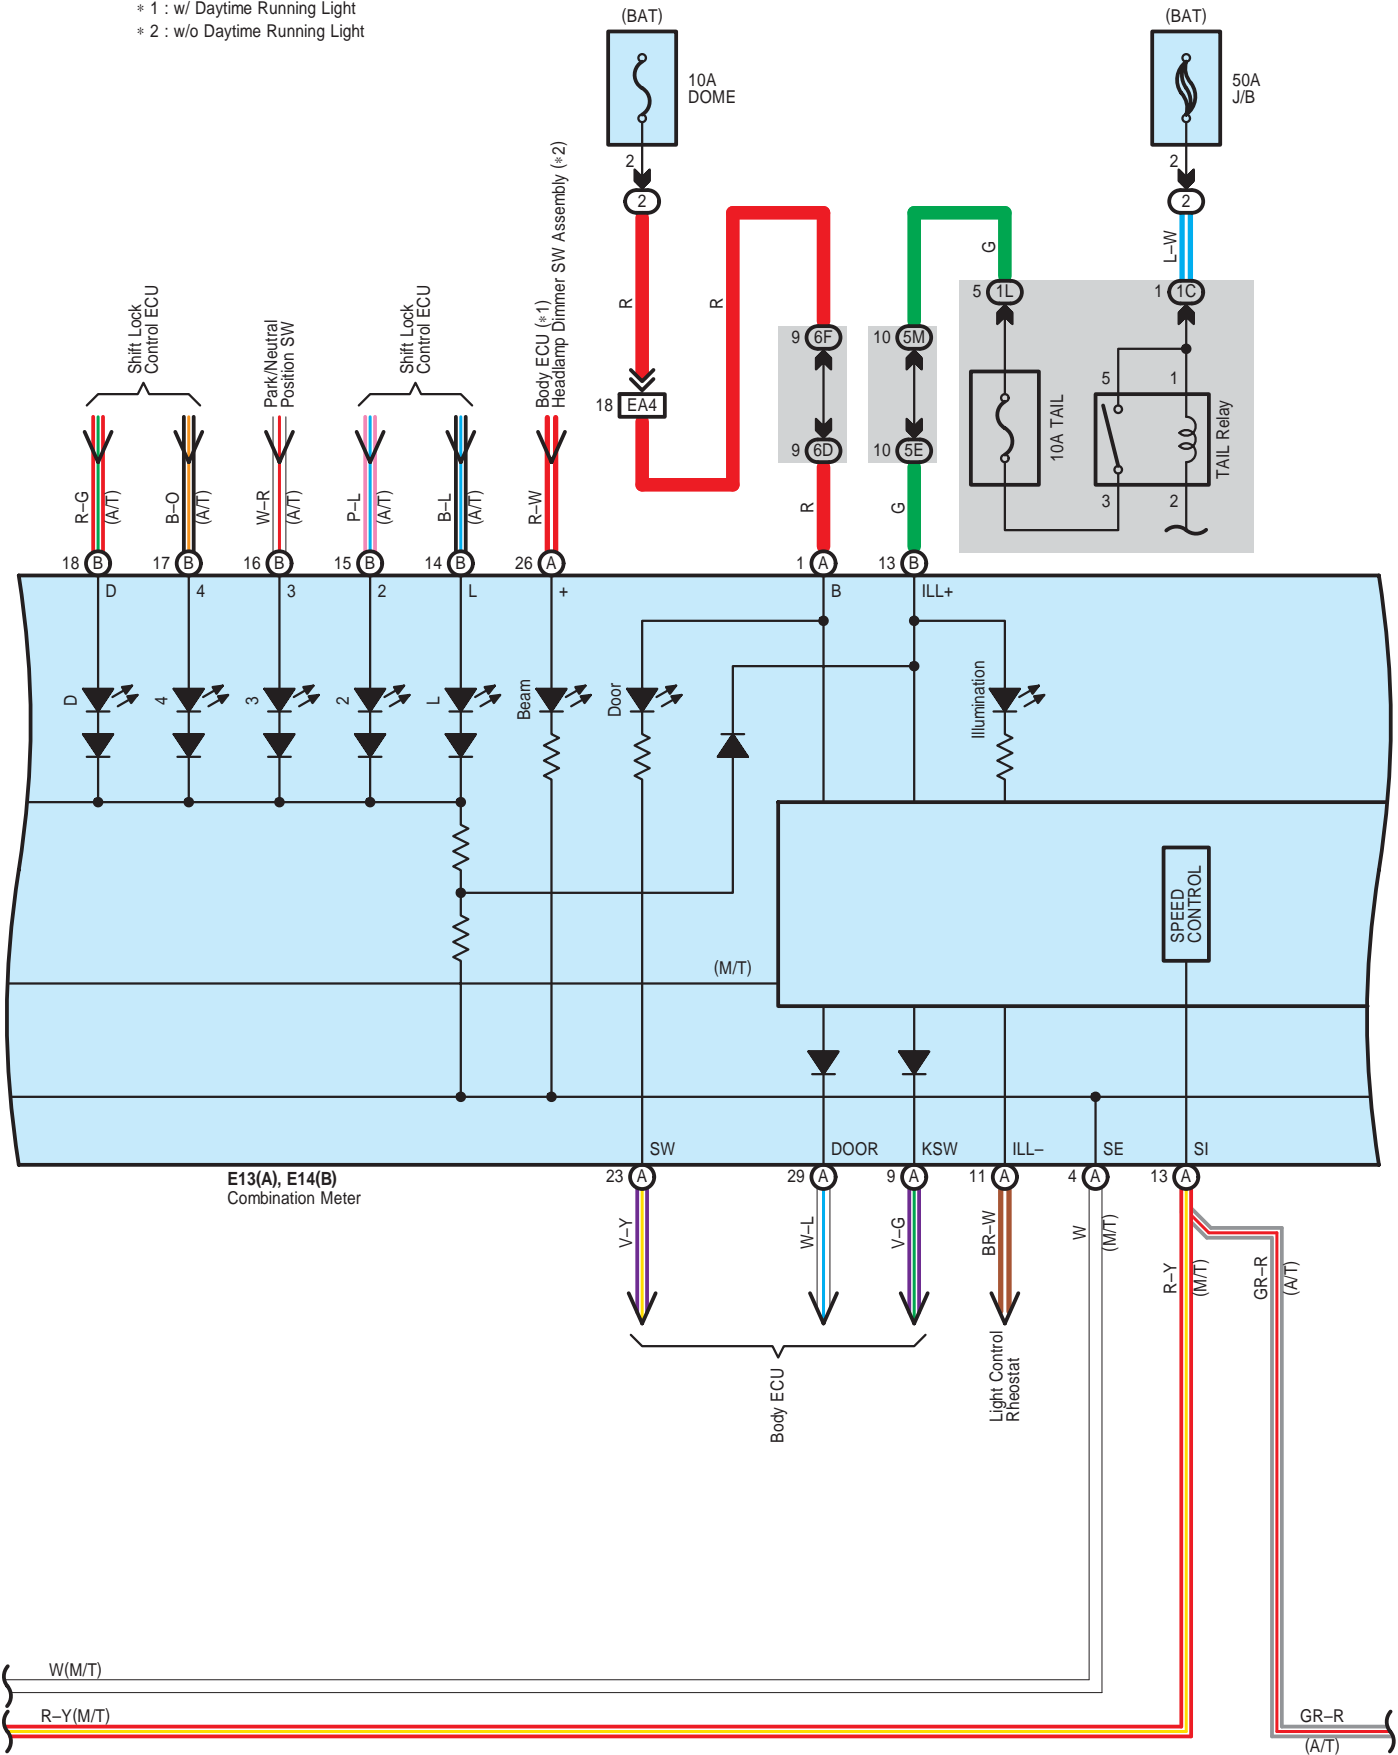 * 1 : w/ Daytime Running Light
* 2 : w/o Daytime Running Light
(BAT)
(BAT)
10A
DOME
50A
J/B
2
2
2
2
Shift Lock
Control ECU
Park/Neutral
Position SW
Shift Lock
Control ECU
Body ECU (*1)
Headlamp Dimmer SW Assembly (*2)
R
R
G
L–W
5 1L
1 1C
9 6F
10 5M
18 EA4
9 6D
10 5E
10A TAIL
5
1
3
2
TAIL Relay
R–G
(A/T)
B–O
(A/T)
W–R
(A/T)
P–L
(A/T)
B–L
(A/T)
R–W
R
G
18 B
17 B
16 B
15 B
14 B
26 A
1 A
13 B
D
4
3
2
L
+
B
ILL+
D
4
3
2
L
Beam
Door
Illumination
SPEED
CONTROL
(M/T)
SW
DOOR
KSW
ILL–
SE
SI
E13(A), E14(B)
Combination Meter
23 A
29 A
9 A
11 A
4 A
13 A
V–Y
W–L
V–G
BR–W
W
(M/T)
R–Y
(M/T)
GR–R
(A/T)
Body ECU
Light Control
Rheostat
W(M/T)
R–Y(M/T)
GR–R
(A/T)